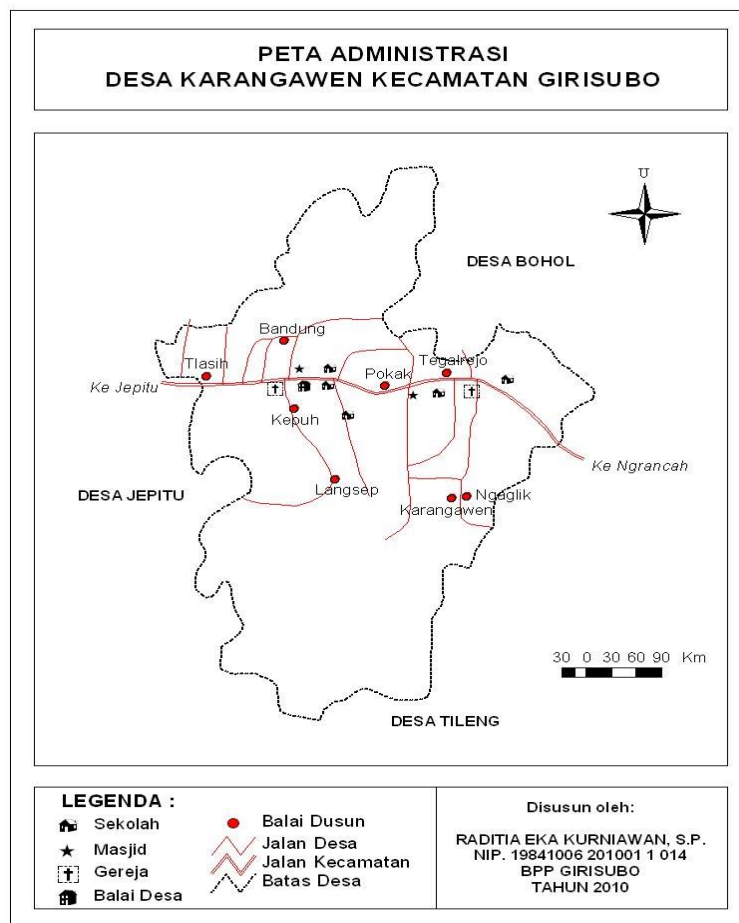 PETA ADMINISTRASI
DESA KARANGAWEN KECAMATAN GIRISUBO
U
DESA BOHOL
Bandung
Tlasih
Tegalrejo
Pokak
Ke Jepitu
Kepuh
Ke Ngrancah
DESA JEPITU
Langsep
Ngaglik
Karangawen
30 0 30 60 90 Km
DESA TILENG
LEGENDA :
Sekolah
Masjid
Gereja
Balai Desa
Balai Dusun
Jalan Desa
Jalan Kecamatan
Batas Desa
Disusun oleh:
RADITIA EKA KURNIAWAN, S.P.
NIP. 19841006 201001 1 014
BPP GIRISUBO
TAHUN 2010